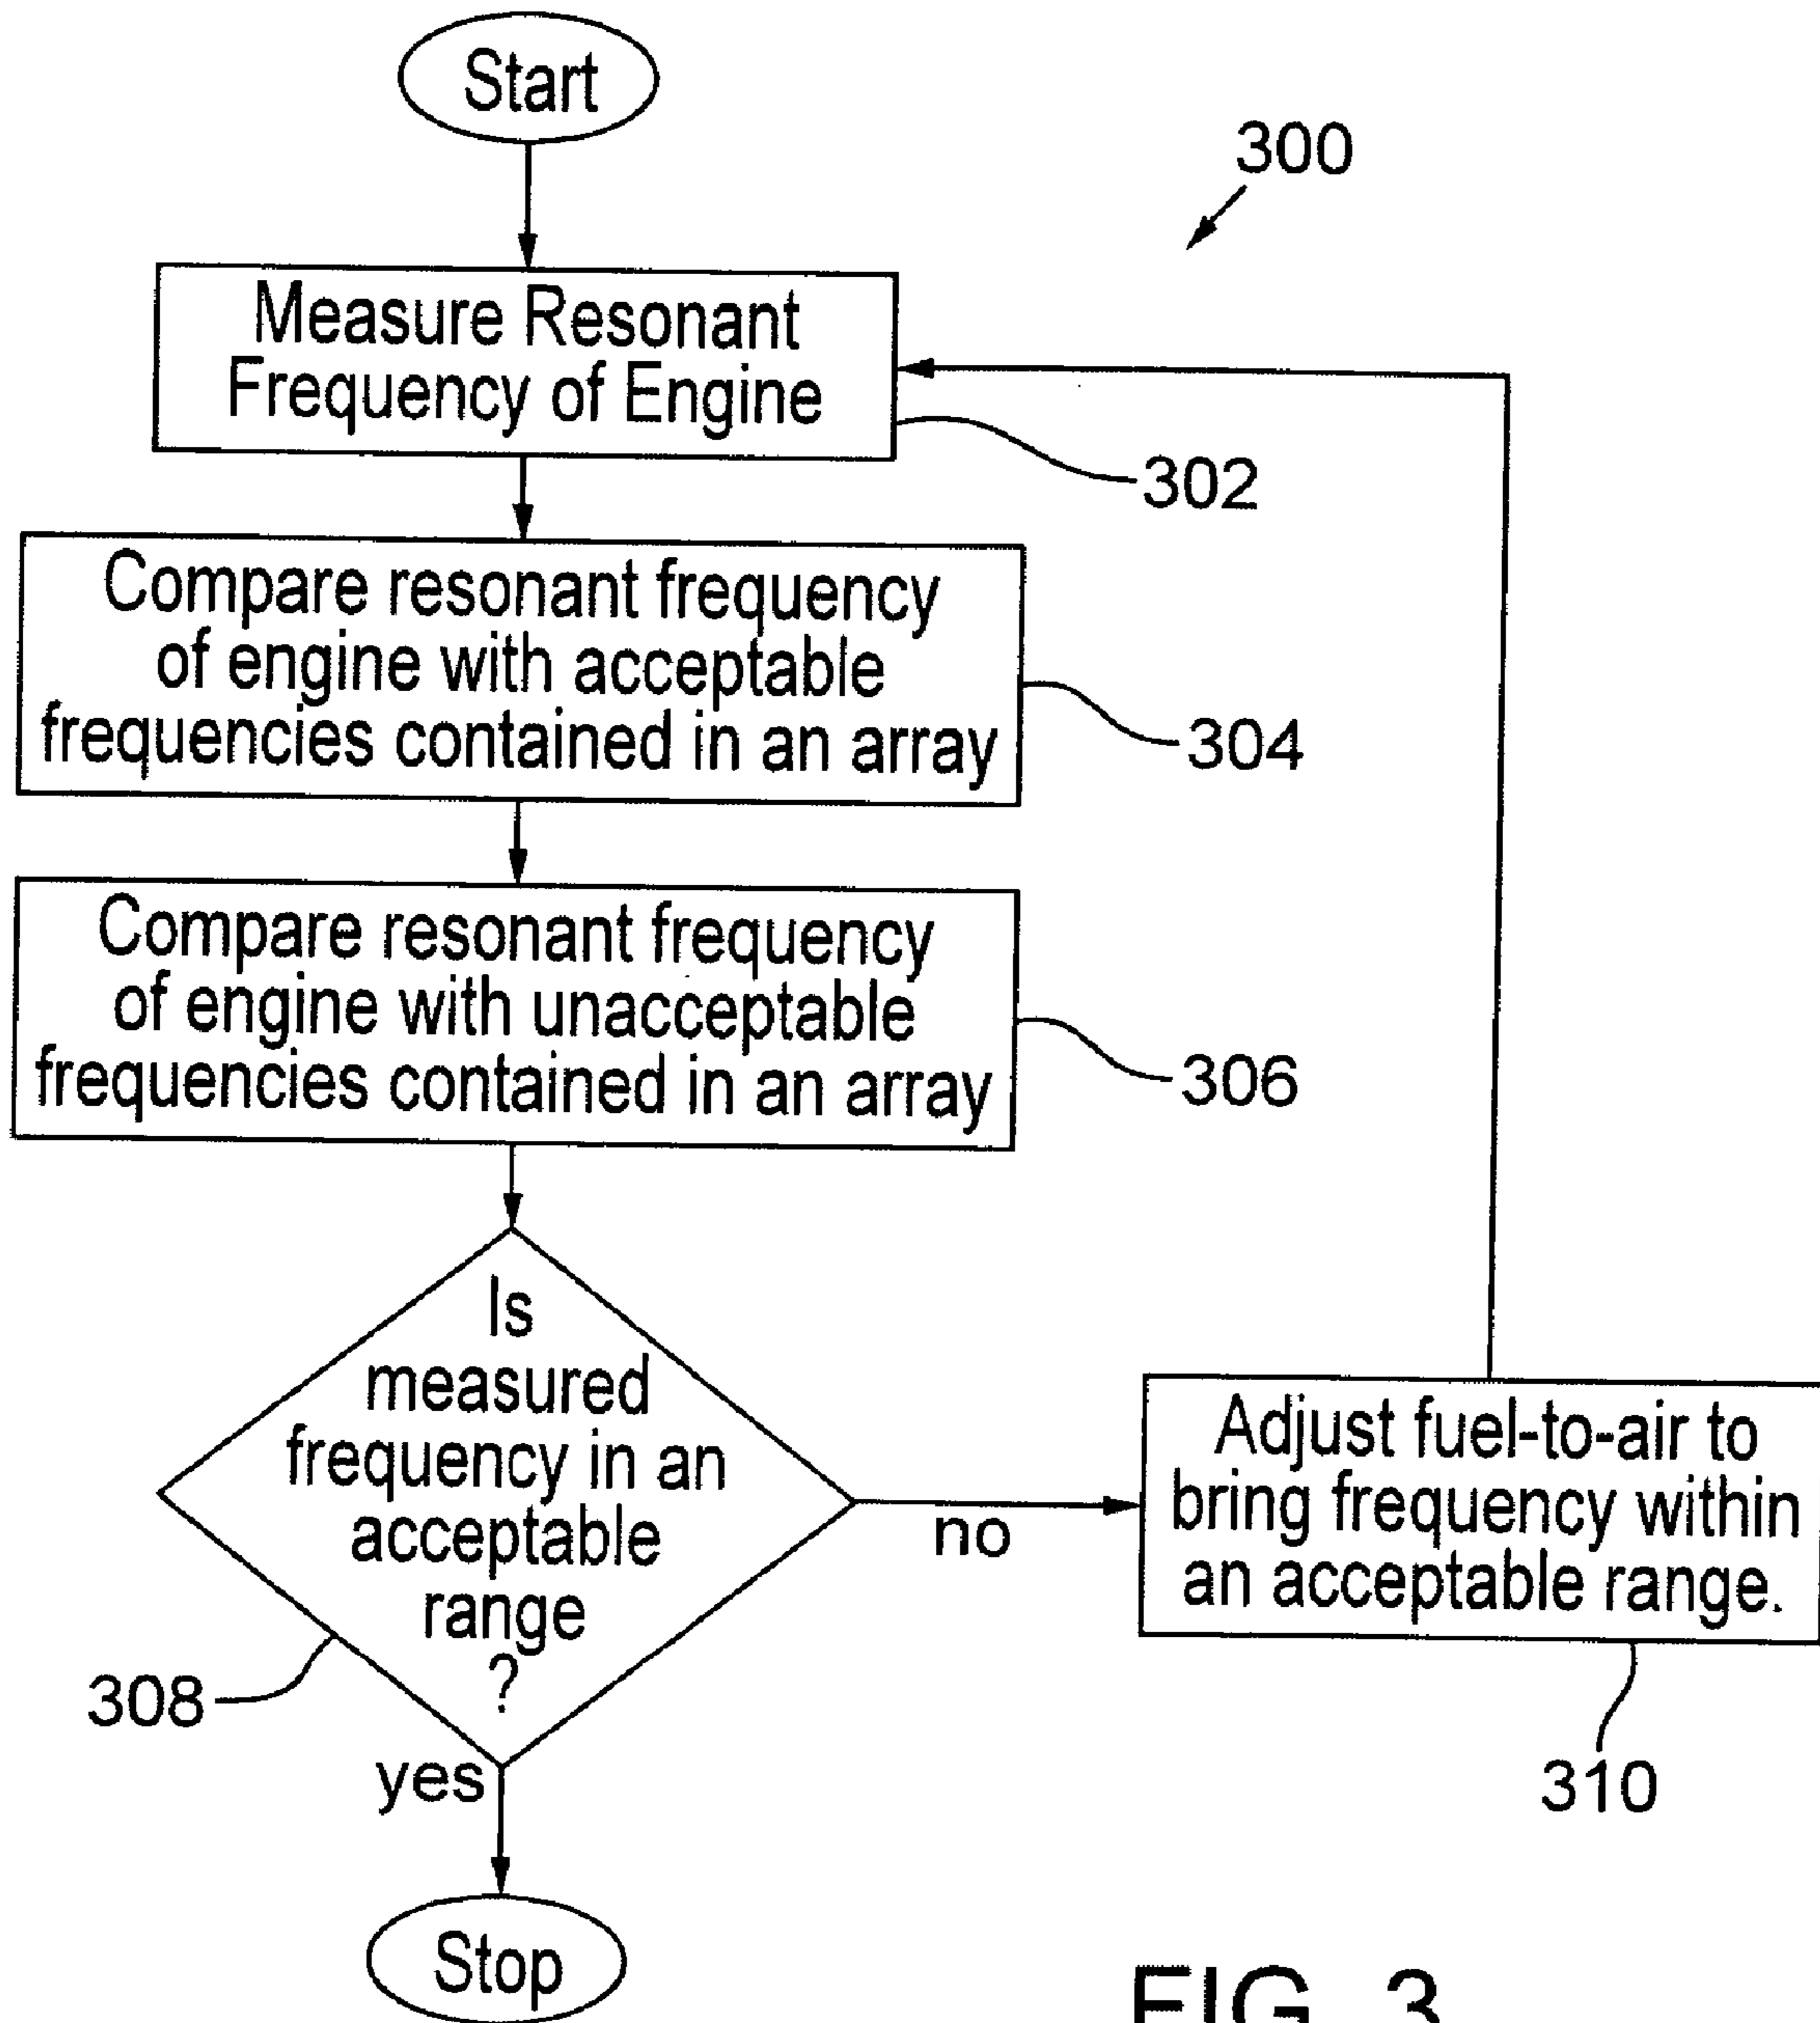 Start
300
Measure Resonant
Frequency of Engine
302
Compare resonant frequency
of engine with acceptable
frequencies contained in an array
304
Compare resonant frequency
of engine with unacceptable
frequencies contained in an array
306
Is
measured
frequency in an
acceptable
range
?
308
no
Adjust fuel-to-air to
bring frequency within
an acceptable range.
310
yes
Stop
FIG. 3